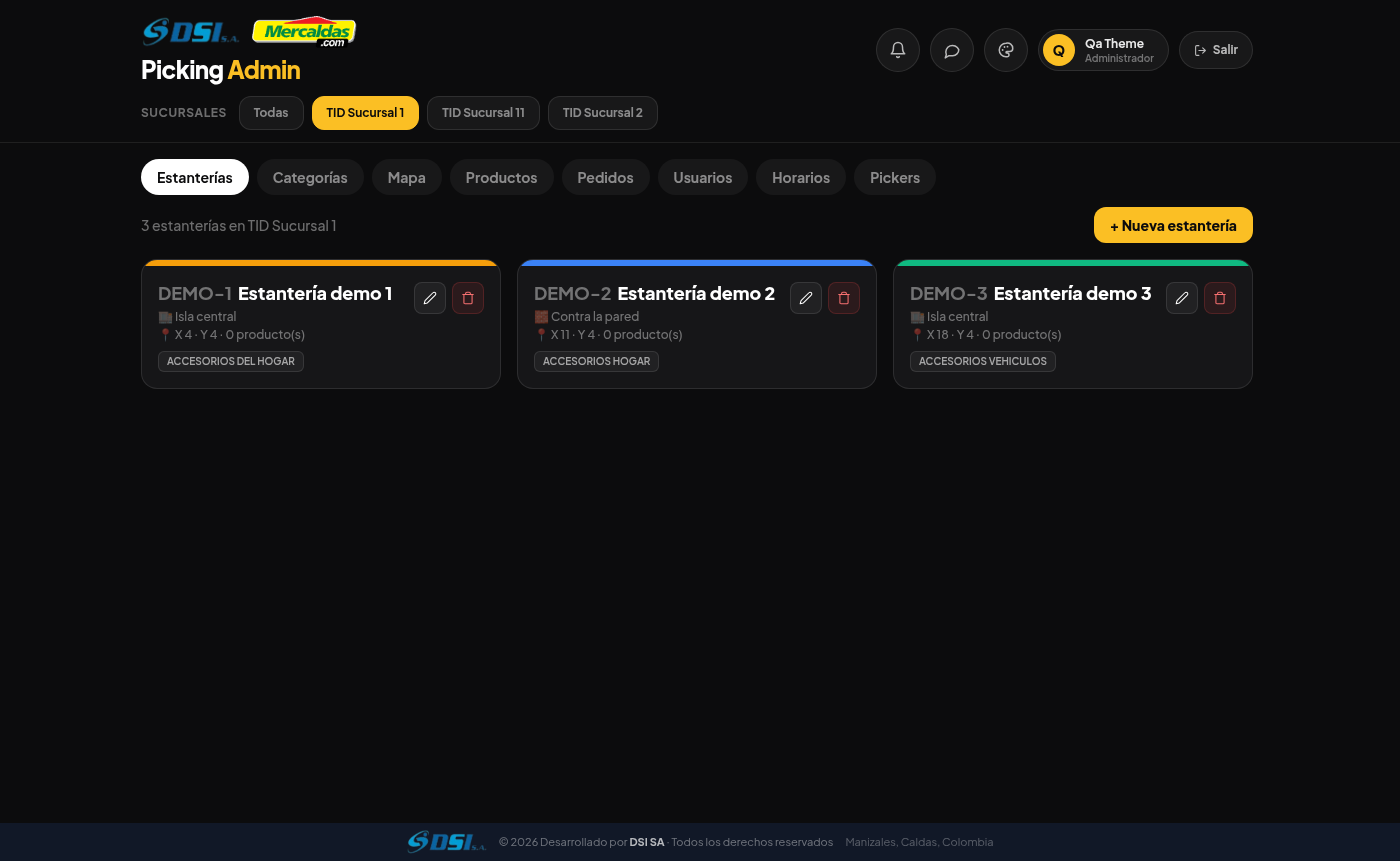 DSI S.A. Mercaldas .com
Picking Admin
Q Qa Theme
Administrador
Salir
SUCURSALES Todas TID Sucursal 1 TID Sucursal 11 TID Sucursal 2
Estanterías Categorías Mapa Productos Pedidos Usuarios Horarios Pickers
3 estanterías en TID Sucursal 1 + Nueva estantería
DEMO-1 Estantería demo 1
Isla central
X 4 · Y 4 · 0 producto(s)
ACCESORIOS DEL HOGAR
DEMO-2 Estantería demo 2
Contra la pared
X 11 · Y 4 · 0 producto(s)
ACCESORIOS HOGAR
DEMO-3 Estantería demo 3
Isla central
X 18 · Y 4 · 0 producto(s)
ACCESORIOS VEHICULOS
DSI S.A. © 2026 Desarrollado por DSI SA · Todos los derechos reservados Manizales, Caldas, Colombia